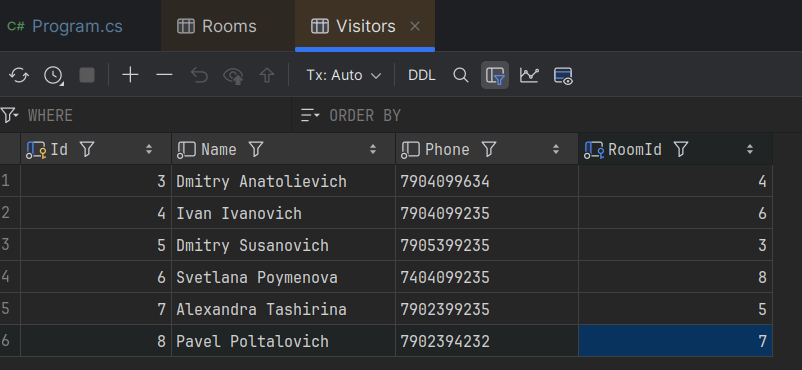 C# Program.cs Rooms Visitors ×
Tx: Auto DDL
WHERE ORDER BY
Id Name Phone RoomId
1 3 Dmitry Anatolievich 7904099634 4
2 4 Ivan Ivanovich 7904099235 6
3 5 Dmitry Susanovich 7905399235 3
4 6 Svetlana Poymenova 7404099235 8
5 7 Alexandra Tashirina 7902399235 5
6 8 Pavel Poltalovich 7902394232 7